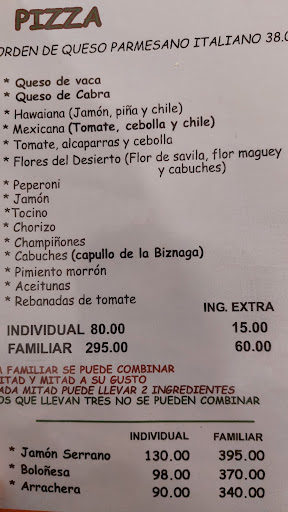 PIZZA
ORDEN DE QUESO PARMESANO ITALIANO 38.0
* Queso de vaca
* Queso de Cabra
* Hawaiana (Jamón, piña y chile)
* Mexicana (Tomate, cebolla y chile)
* Tomate, alcaparras y cebolla
* Flores del Desierto (Flor de savila, flor maguey
y cabuches)
* Peperoni
* Jamón
*Tocino
* Chorizo
* Champiñones
* Cabuches (capullo de la Biznaga)
* Pimiento morrón
* Aceitunas
* Rebanadas de tomate
ING. EXTRA
INDIVIDUAL 80.00 15.00
FAMILIAR 295.00 60.00
A FAMILIAR SE PUEDE COMBINAR
ITAD Y MITAD A SU GUSTO
ADA MITAD PUEDE LLEVAR 2 INGREDIENTES
OS QUE LLEVAN TRES NO SE PUEDEN COMBINAR
INDIVIDUAL FAMILIAR
* Jamón Serrano 130.00 395.00
* Boloñesa 98.00 370.00
* Arrachera 90.00 340.00